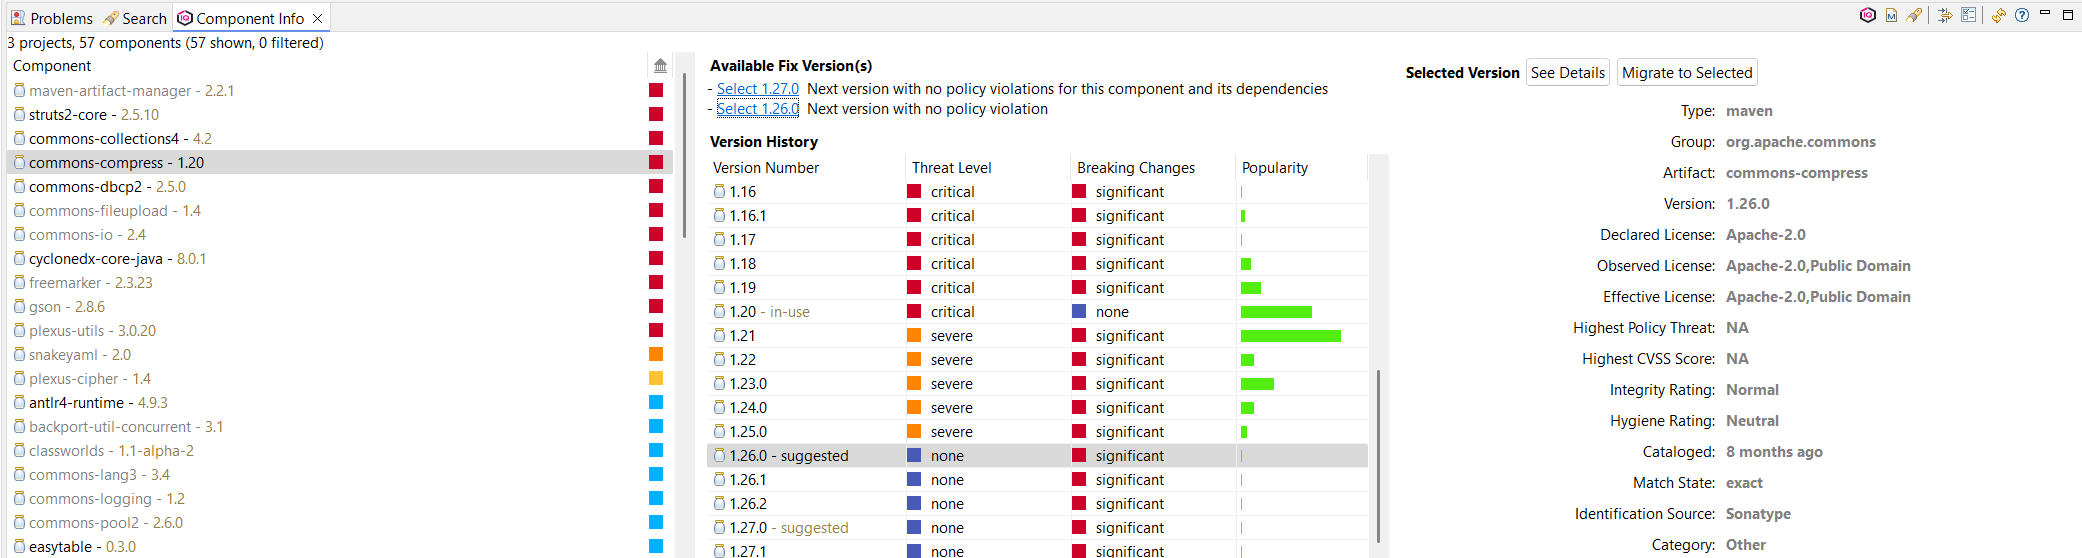 Problems Search Component Info
3 projects, 57 components (57 shown, 0 filtered)
Component
maven-artifact-manager - 2.2.1
struts2-core - 2.5.10
commons-collections4 - 4.2
commons-compress - 1.20
commons-dbcp2 - 2.5.0
commons-fileupload - 1.4
commons-io - 2.4
cyclonedx-core-java - 8.0.1
freemarker - 2.3.23
gson - 2.8.6
plexus-utils - 3.0.20
snakeyaml - 2.0
plexus-cipher - 1.4
antlr4-runtime - 4.9.3
backport-util-concurrent - 3.1
classworlds - 1.1-alpha-2
commons-lang3 - 3.4
commons-logging - 1.2
commons-pool2 - 2.6.0
easytable - 0.3.0
Available Fix Version(s)
- Select 1.27.0 Next version with no policy violations for this component and its dependencies
- Select 1.26.0 Next version with no policy violation
Version History
Version Number Threat Level Breaking Changes Popularity
1.16 critical significant
1.16.1 critical significant
1.17 critical significant
1.18 critical significant
1.19 critical significant
1.20 - in-use critical none
1.21 severe significant
1.22 severe significant
1.23.0 severe significant
1.24.0 severe significant
1.25.0 severe significant
1.26.0 - suggested none significant
1.26.1 none significant
1.26.2 none significant
1.27.0 - suggested none significant
1.27.1 none significant
Selected Version See Details Migrate to Selected
Type: maven
Group: org.apache.commons
Artifact: commons-compress
Version: 1.26.0
Declared License: Apache-2.0
Observed License: Apache-2.0,Public Domain
Effective License: Apache-2.0,Public Domain
Highest Policy Threat: NA
Highest CVSS Score: NA
Integrity Rating: Normal
Hygiene Rating: Neutral
Cataloged: 8 months ago
Match State: exact
Identification Source: Sonatype
Category: Other